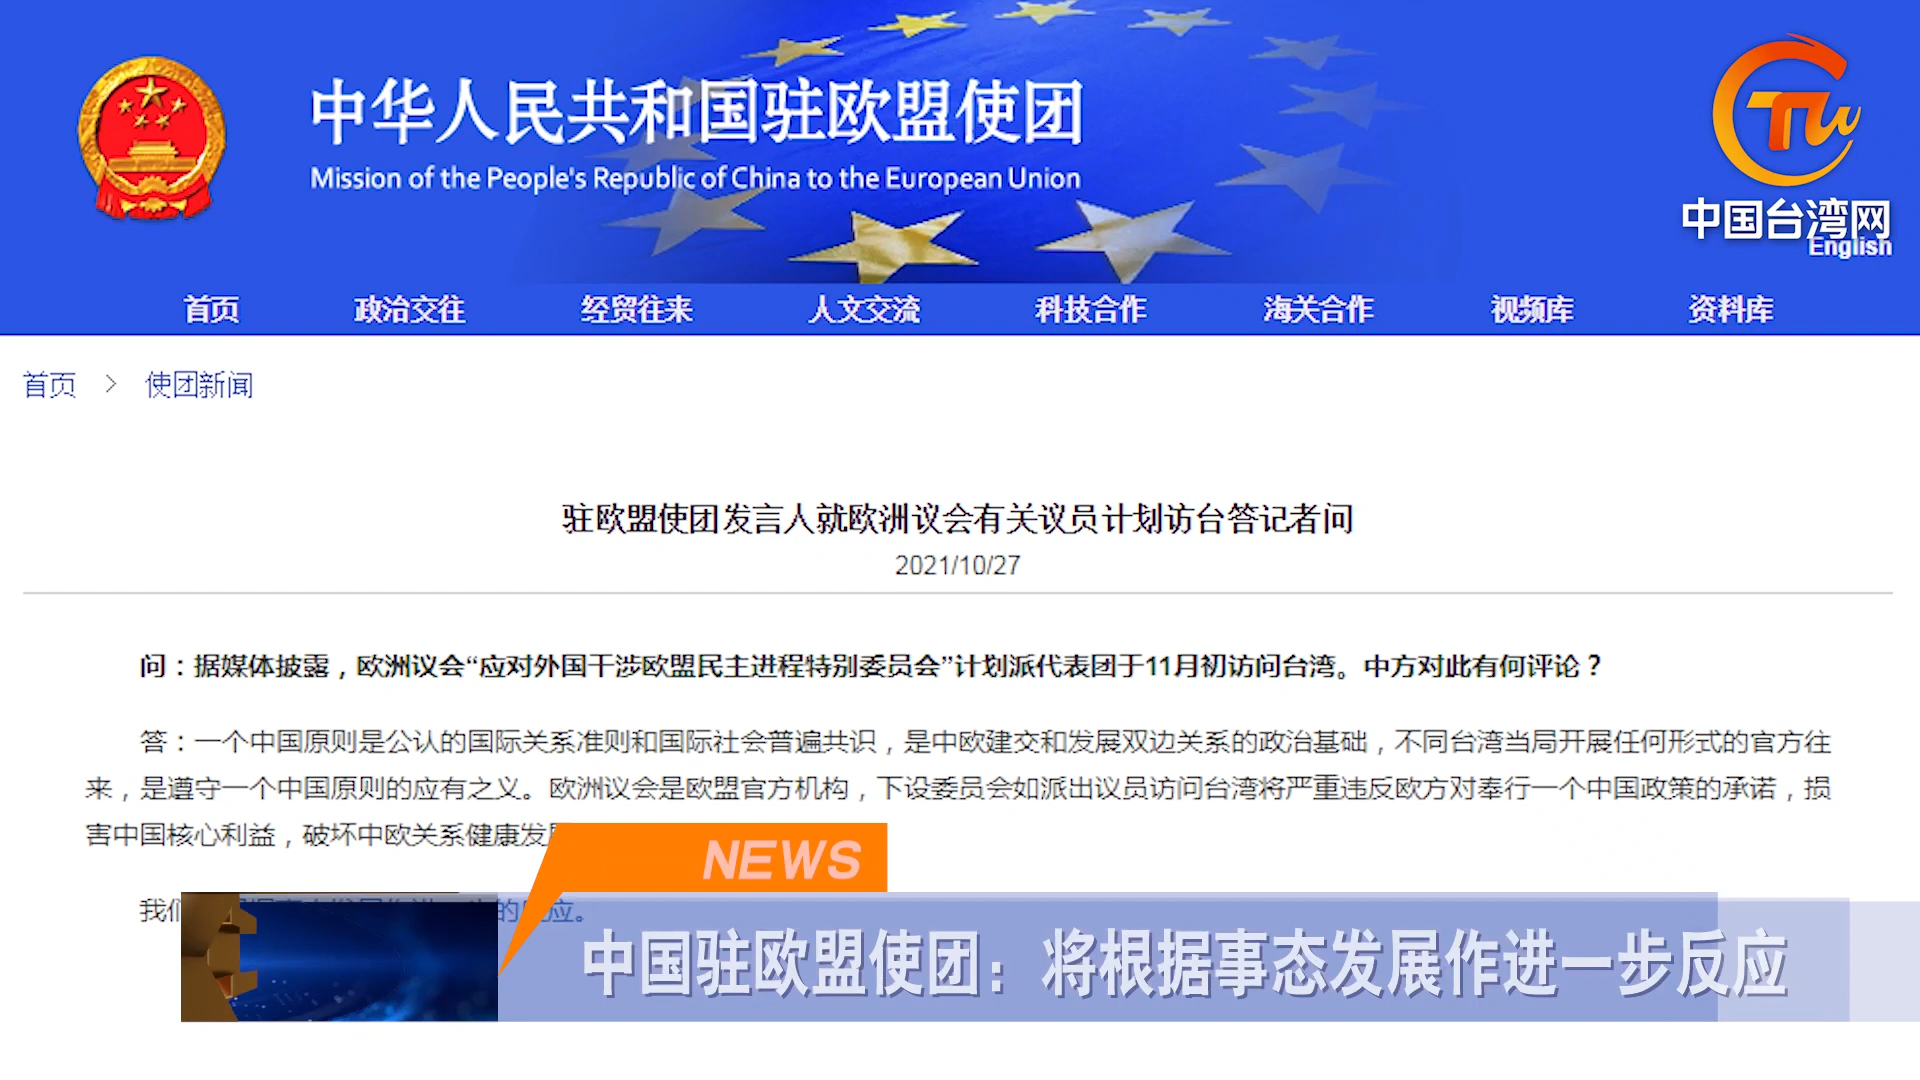 中华人民共和国驻欧盟使团
Mission of the People's Republic of China to the European Union
TW
中国台湾网
English
首页 政治交往 经贸往来 人文交流 科技合作 海关合作 视频库 资料库
首页 > 使团新闻
驻欧盟使团发言人就欧洲议会有关议员计划访台答记者问
2021/10/27
问：据媒体披露，欧洲议会“应对外国干涉欧盟民主进程特别委员会”计划派代表团于11月初访问台湾。中方对此有何评论？
答：一个中国原则是公认的国际关系准则和国际社会普遍共识，是中欧建交和发展双边关系的政治基础，不同台湾当局开展任何形式的官方往
来，是遵守一个中国原则的应有之义。欧洲议会是欧盟官方机构，下设委员会如派出议员访问台湾将严重违反欧方对奉行一个中国政策的承诺，损
害中国核心利益，破坏中欧关系健康发
NEWS
我 的 应。
中国驻欧盟使团：将根据事态发展作进一步反应